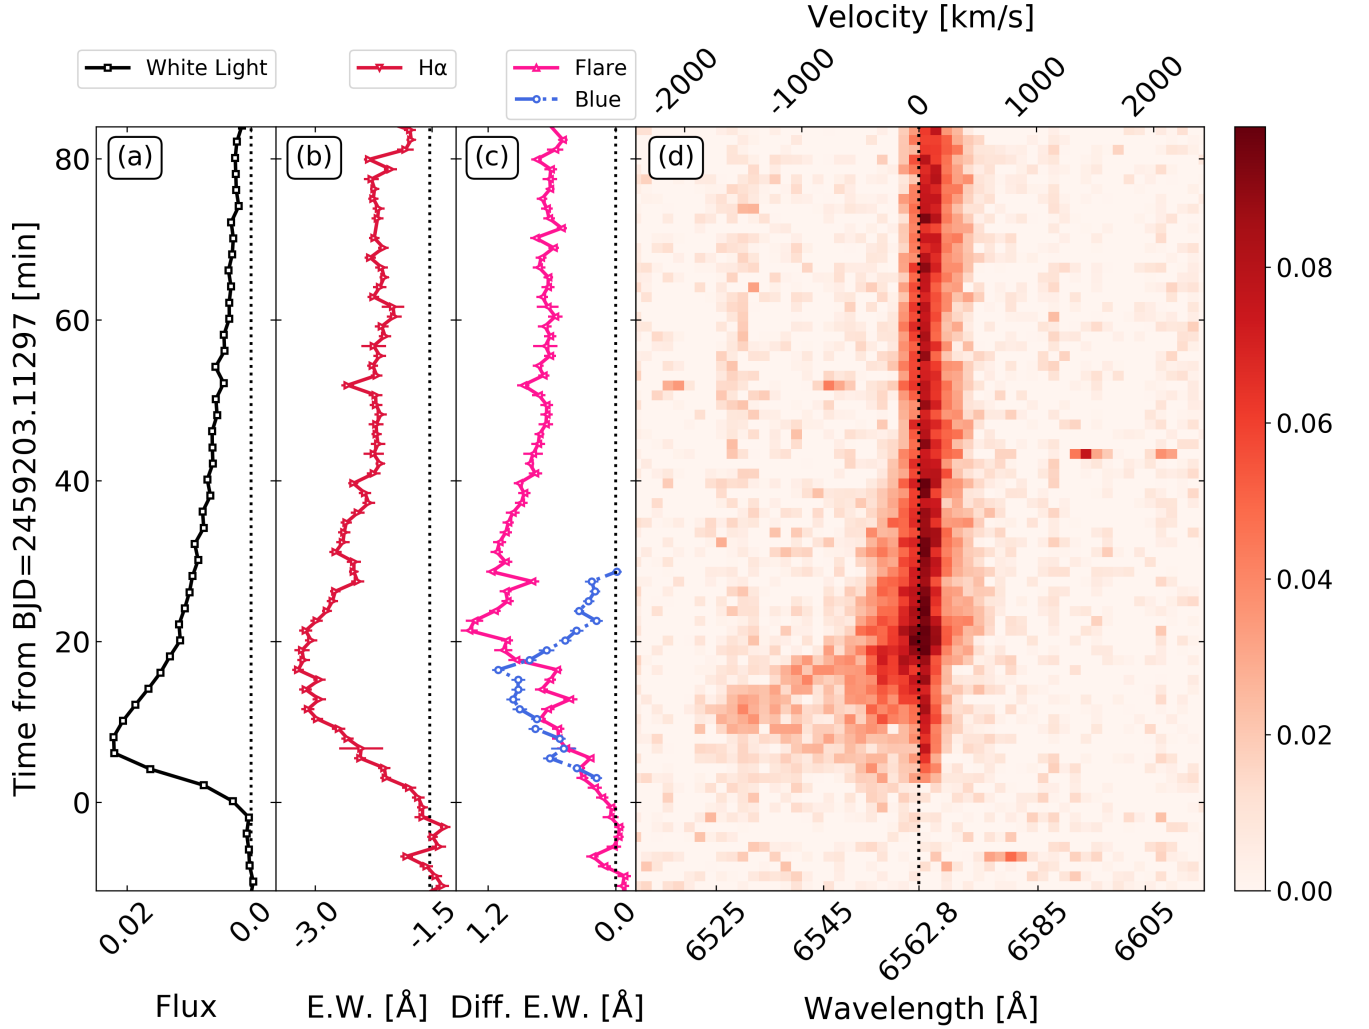 Velocity [km/s]
-2000 -1000 0 1000 2000
White Light
Hα
Flare
Blue
(a) (b) (c) (d)
Time from BJD=2459203.11297 [min]
80
60
40
20
0
0.08
0.06
0.04
0.02
0.00
0.02 0.0 -3.0 -1.5 1.2 0.0 6525 6545 6562.8 6585 6605
Flux E.W. [Å] Diff. E.W. [Å] Wavelength [Å]